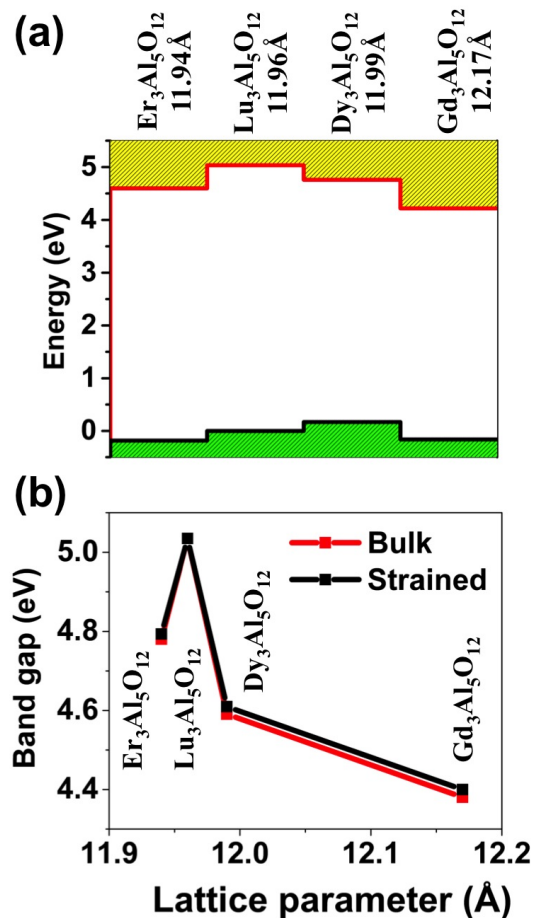 (a)
Er₃Al₅O₁₂
11.94Å
Lu₃Al₅O₁₂
11.96Å
Dy₃Al₅O₁₂
11.99Å
Gd₃Al₅O₁₂
12.17Å
Energy (eV)
5
4
3
2
1
0
(b)
Band gap (eV)
5.0
4.8
4.6
4.4
Bulk
Strained
Er₃Al₅O₁₂
Lu₃Al₅O₁₂
Dy₃Al₅O₁₂
Gd₃Al₅O₁₂
11.9 12.0 12.1 12.2
Lattice parameter (Å)